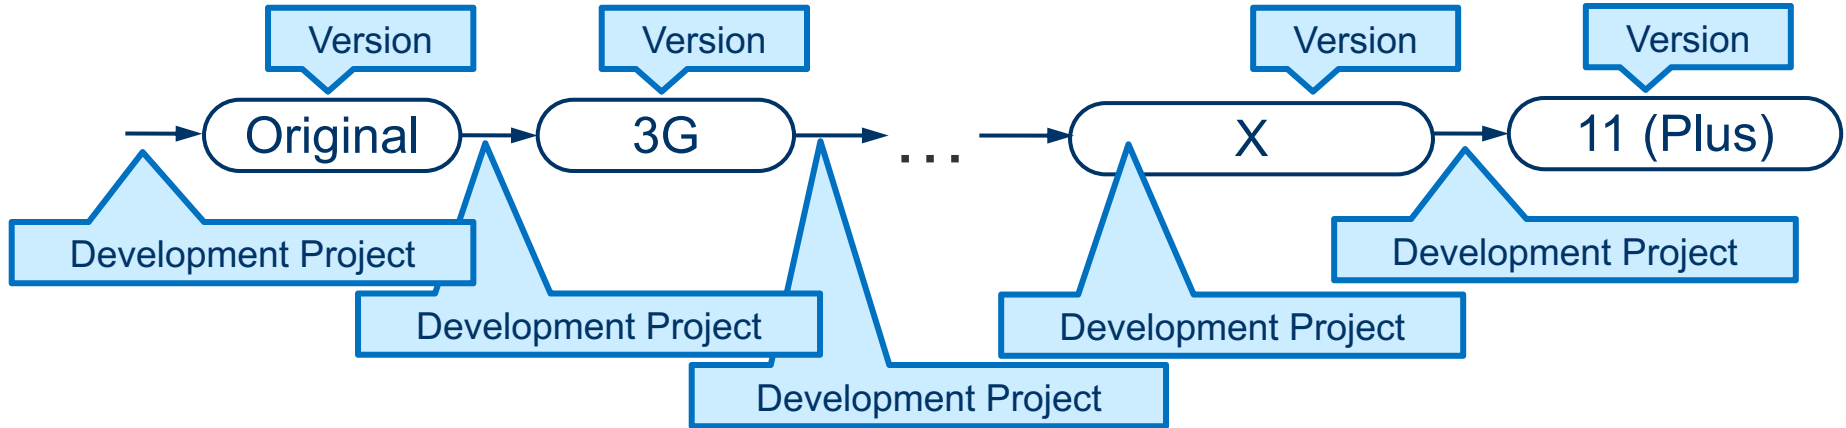 Version
Version
Version
Version
Original
3G
...
X
11 (Plus)
Development Project
Development Project
Development Project
Development Project
Development Project